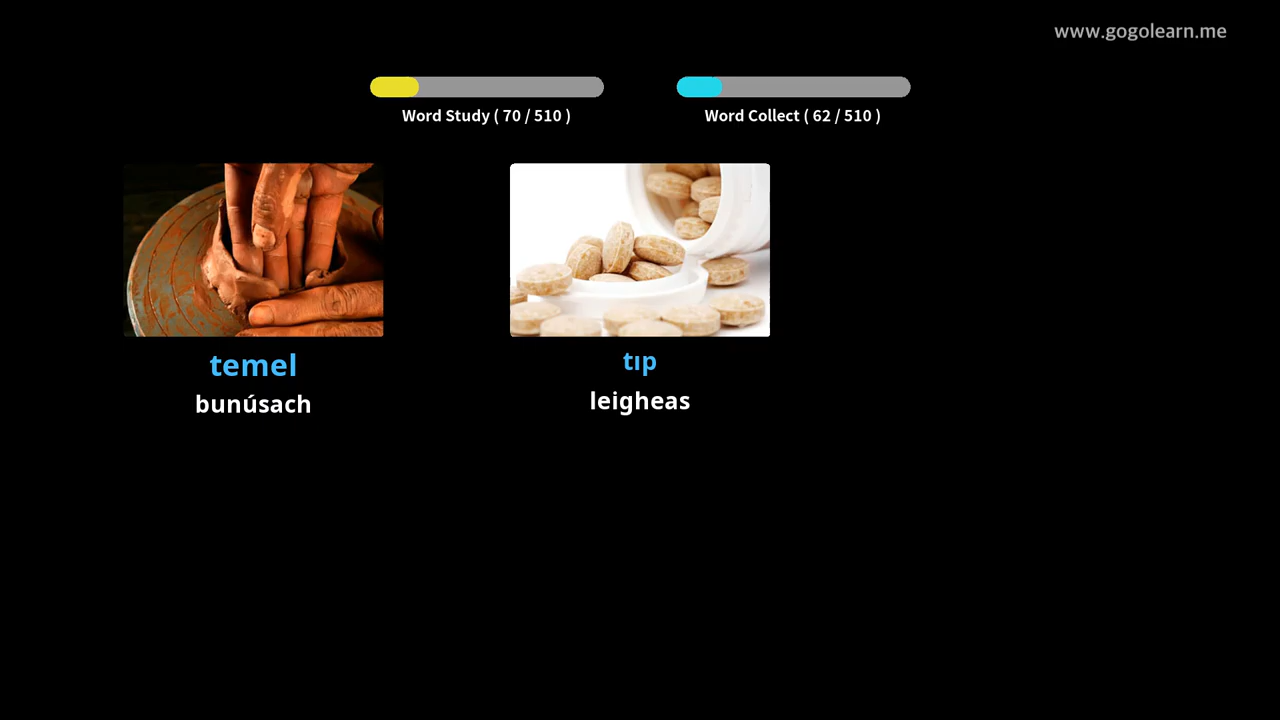 www.gogolearn.me
Word Study ( 70 / 510 )
Word Collect ( 62 / 510 )
temel
bunúsach
tıp
leigheas